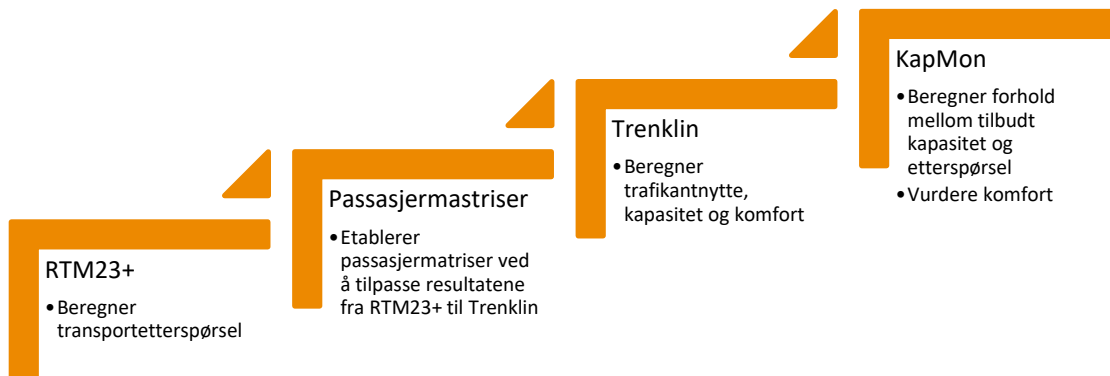 RTM23+
•Beregner
transportetterspørsel
Passasjermastriser
•Etablerer
passasjermatriser ved
å tilpasse resultatene
fra RTM23+ til Trenklin
Trenklin
•Beregner
trafikantnytte,
kapasitet og komfort
KapMon
•Beregner forhold
mellom tilbudt
kapasitet og
etterspørsel
•Vurdere komfort